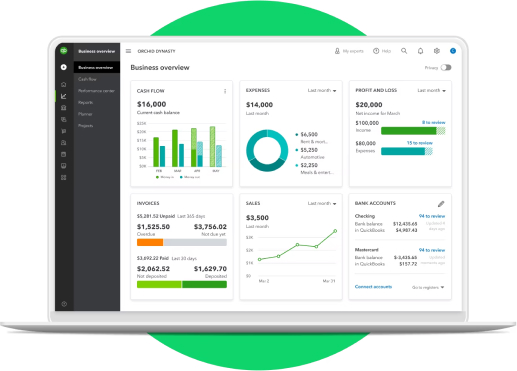 Business overview
ORCHID DYNASTY
My experts
Help
Business overview
Cash flow
Performance center
Reports
Planner
Projects
Business overview
Privacy
CASH FLOW
$16,000
Current cash balance
$25K
$20K
$15K
$10K
$5K
$0K
FEB MAR APR MAY
Money in Money out
EXPENSES
Last month
$14,000
Last month
$6,500
Rent & mort...
$5,250
Automotive
$2,250
Meals & entert...
PROFIT AND LOSS
Last month
$20,000
Net income for March
$100,000
8 to review
Income
$80,000
15 to review
Expenses
INVOICES
$5,281.52 Unpaid Last 365 days
$1,525.50 $3,756.02
Overdue Not due yet
$3,692.22 Paid Last 30 days
$2,062.52 $1,629.70
Not deposited Deposited
SALES
Last month
$3,500
Last month
$3K
$2K
$1K
$0
Mar 2 Mar 31
BANK ACCOUNTS
Checking
94 to review
Bank balance $12,435.65
in QuickBooks $4,987.43
days ago
Mastercard
94 to review
Bank balance $-3,435.65
in QuickBooks $157.72
Connect accounts
Go to registers